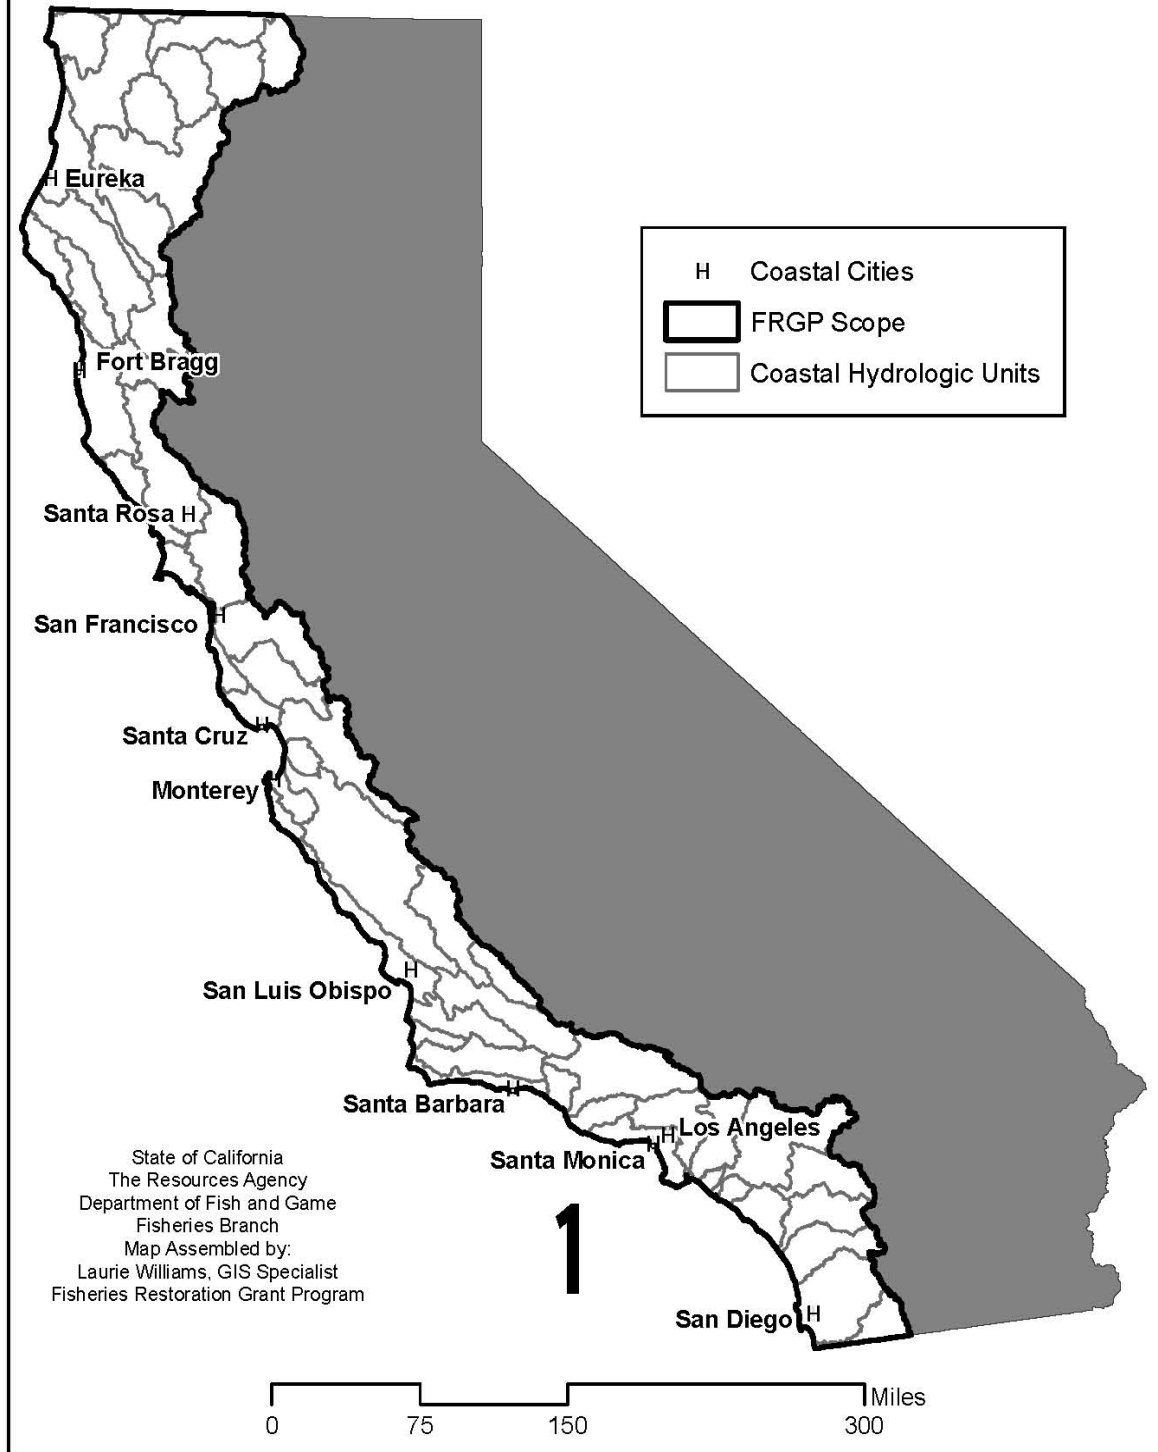 Eureka
H Coastal Cities
FRGP Scope
Fort Bragg
Coastal Hydrologic Units
Santa Rosa H
San Francisco
H
Santa Cruz
H
Monterey
H
San Luis Obispo
H
Santa Barbara
H
Los Angeles
H
Santa Monica
State of California
The Resources Agency
Department of Fish and Game
Fisheries Branch
Map Assembled by:
Laurie Williams, GIS Specialist
Fisheries Restoration Grant Program
1
San Diego H
Miles
0 75 150 300